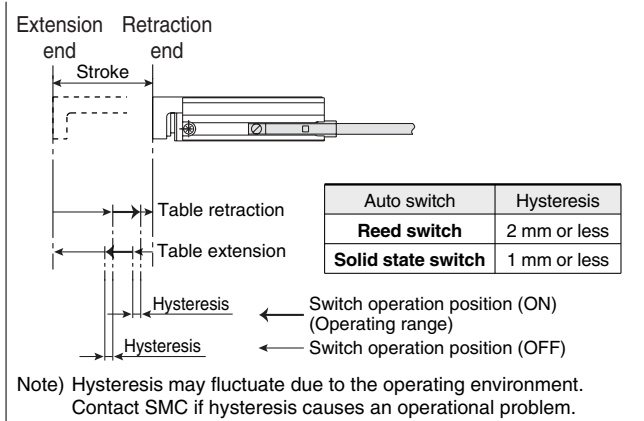 Extension Retraction
end end
Stroke
Table retraction
Table extension
Auto switch Hysteresis
Reed switch 2 mm or less
Solid state switch 1 mm or less
Hysteresis
Switch operation position (ON)
(Operating range)
Hysteresis
Switch operation position (OFF)
Note) Hysteresis may fluctuate due to the operating environment.
Contact SMC if hysteresis causes an operational problem.